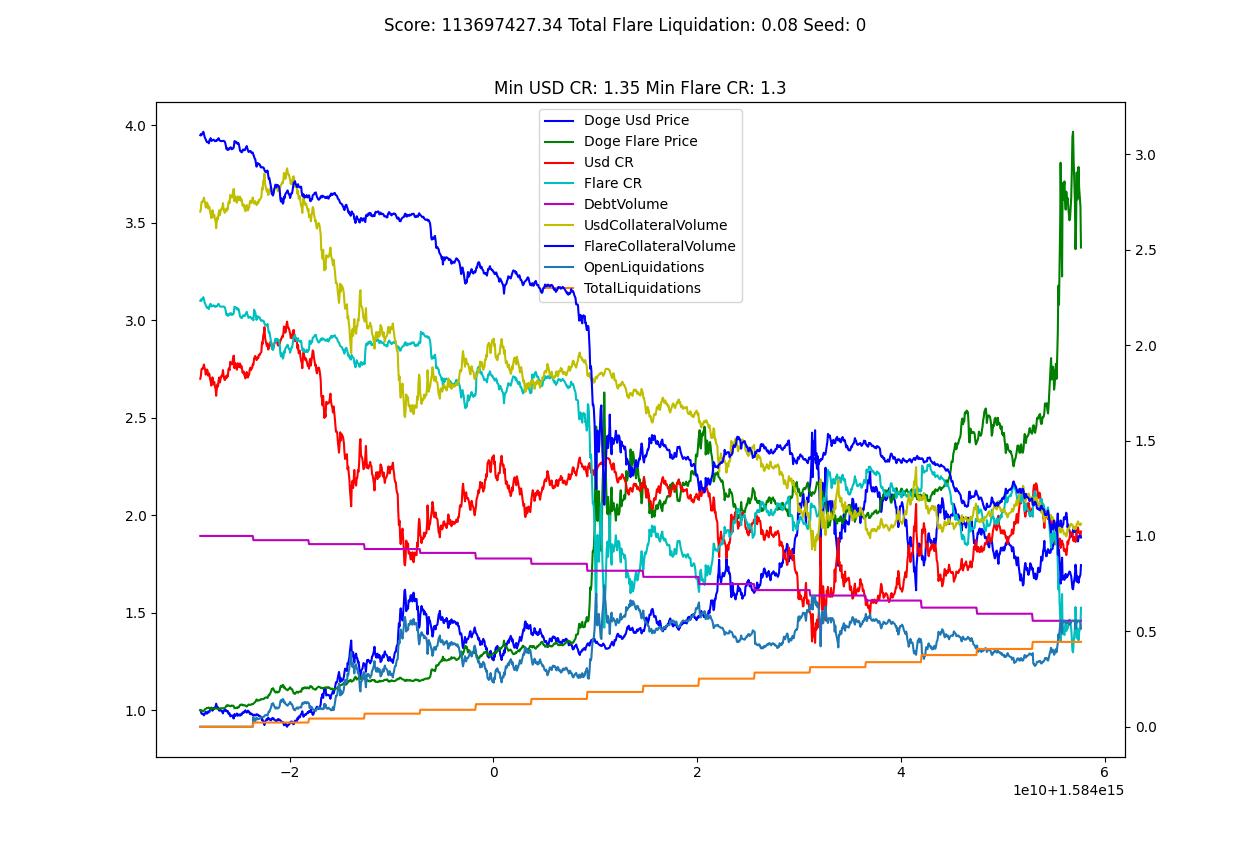 Score: 113697427.34 Total Flare Liquidation: 0.08 Seed: 0
Min USD CR: 1.35 Min Flare CR: 1.3
Doge Usd Price
Doge Flare Price
Usd CR
Flare CR
DebtVolume
UsdCollateralVolume
FlareCollateralVolume
OpenLiquidations
TotalLiquidations
4.0
3.5
3.0
2.5
2.0
1.5
1.0
3.0
2.5
2.0
1.5
1.0
0.5
0.0
−2 0 2 4 6
1e10+1.584e15